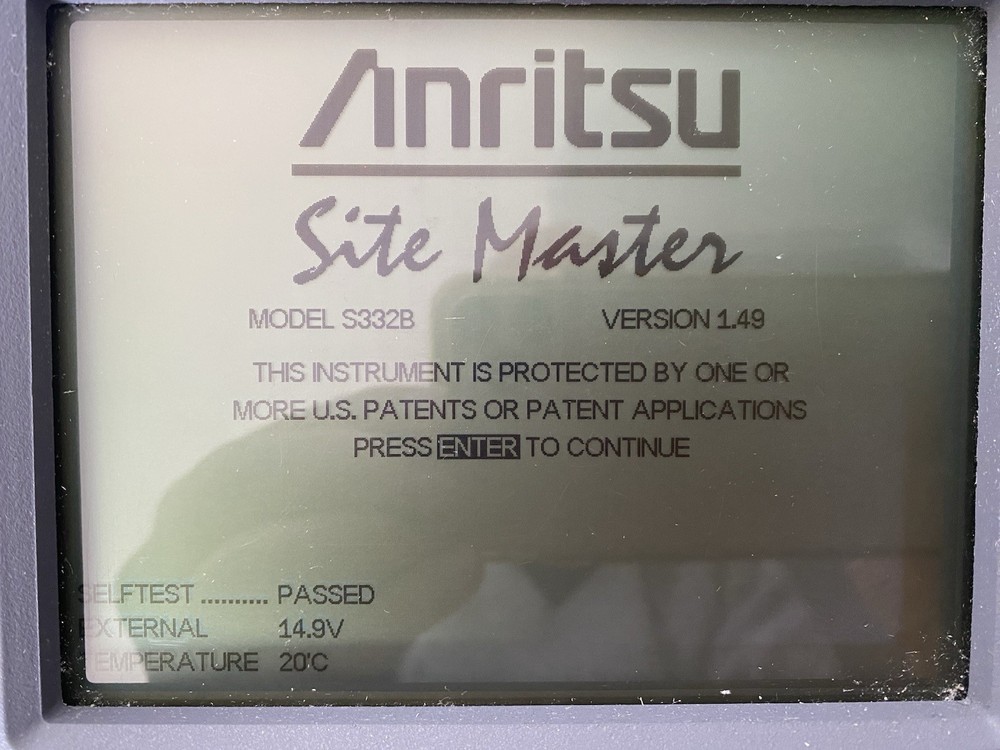 Anritsu
Site Master
MODEL S332B VERSION 1.49
THIS INSTRUMENT IS PROTECTED BY ONE OR
MORE U.S. PATENTS OR PATENT APPLICATIONS
PRESS ENTER TO CONTINUE
SELFTEST .......... PASSED
EXTERNAL 14.9V
TEMPERATURE 20'C